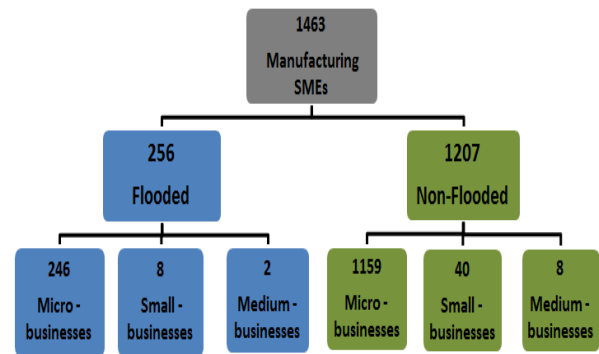 1463
Manufacturing
SMEs
256
Flooded
1207
Non-Flooded
246
Micro -
businesses
8
Small -
businesses
2
Medium -
businesses
1159
Micro -
businesses
40
Small -
businesses
8
Medium -
businesses